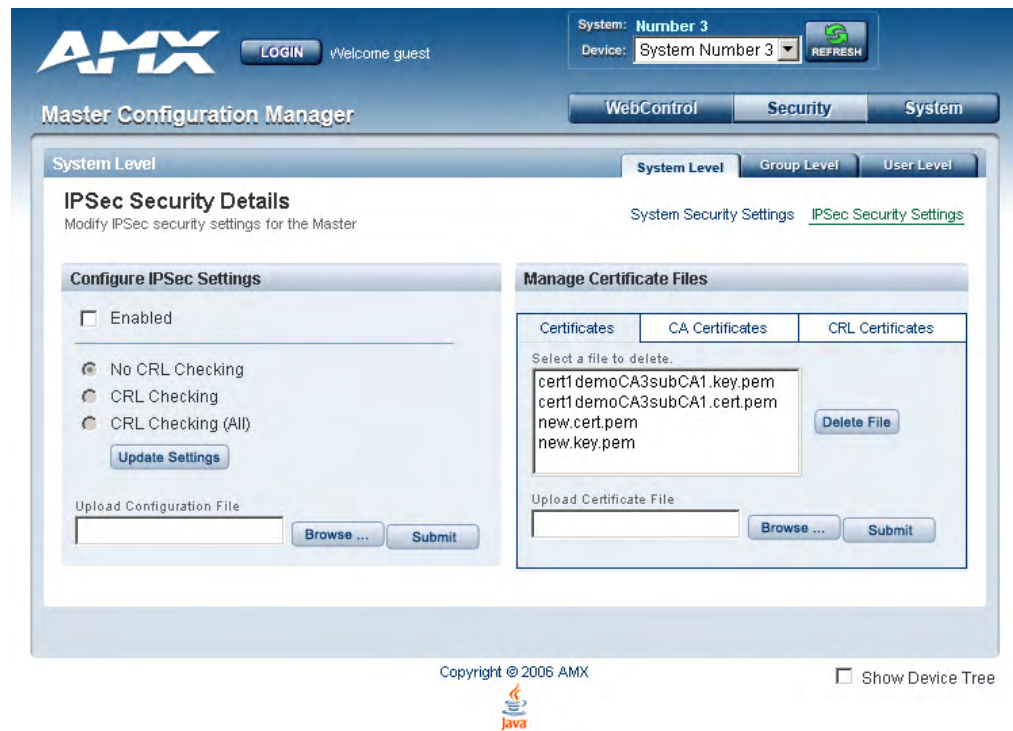 AMX
LOGIN
Welcome guest
System: Number 3
Device: System Number 3
REFRESH
Master Configuration Manager
WebControl
Security
System
System Level
System Level
Group Level
User Level
IPSec Security Details
Modify IPSec security settings for the Master
System Security Settings
IPSec Security Settings
Configure IPSec Settings
Enabled
No CRL Checking
CRL Checking
CRL Checking (All)
Update Settings
Upload Configuration File
Browse ...
Submit
Manage Certificate Files
Certificates
CA Certificates
CRL Certificates
Select a file to delete.
cert1demoCA3subCA1.key.pem
cert1demoCA3subCA1.cert.pem
new.cert.pem
new.key.pem
Delete File
Upload Certificate File
Browse ...
Submit
Copyright © 2006 AMX
Java
Show Device Tree